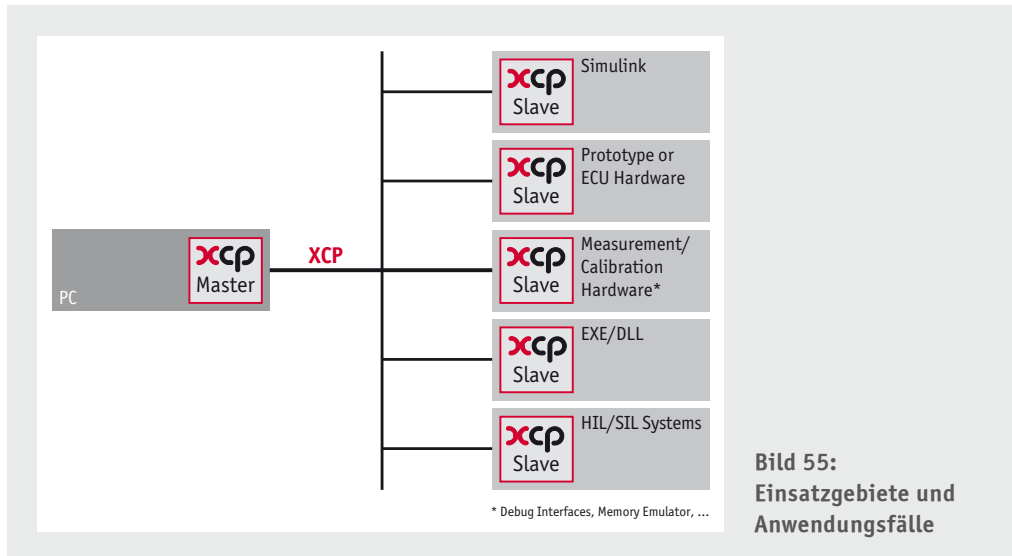 xcp
Slave
Simulink
xcp
Slave
Prototype or
ECU Hardware
PC
xcp
Master
XCP
xcp
Slave
Measurement/
Calibration
Hardware*
xcp
Slave
EXE/DLL
xcp
Slave
HIL/SIL Systems
* Debug Interfaces, Memory Emulator, ...
Bild 55:
Einsatzgebiete und
Anwendungsfälle